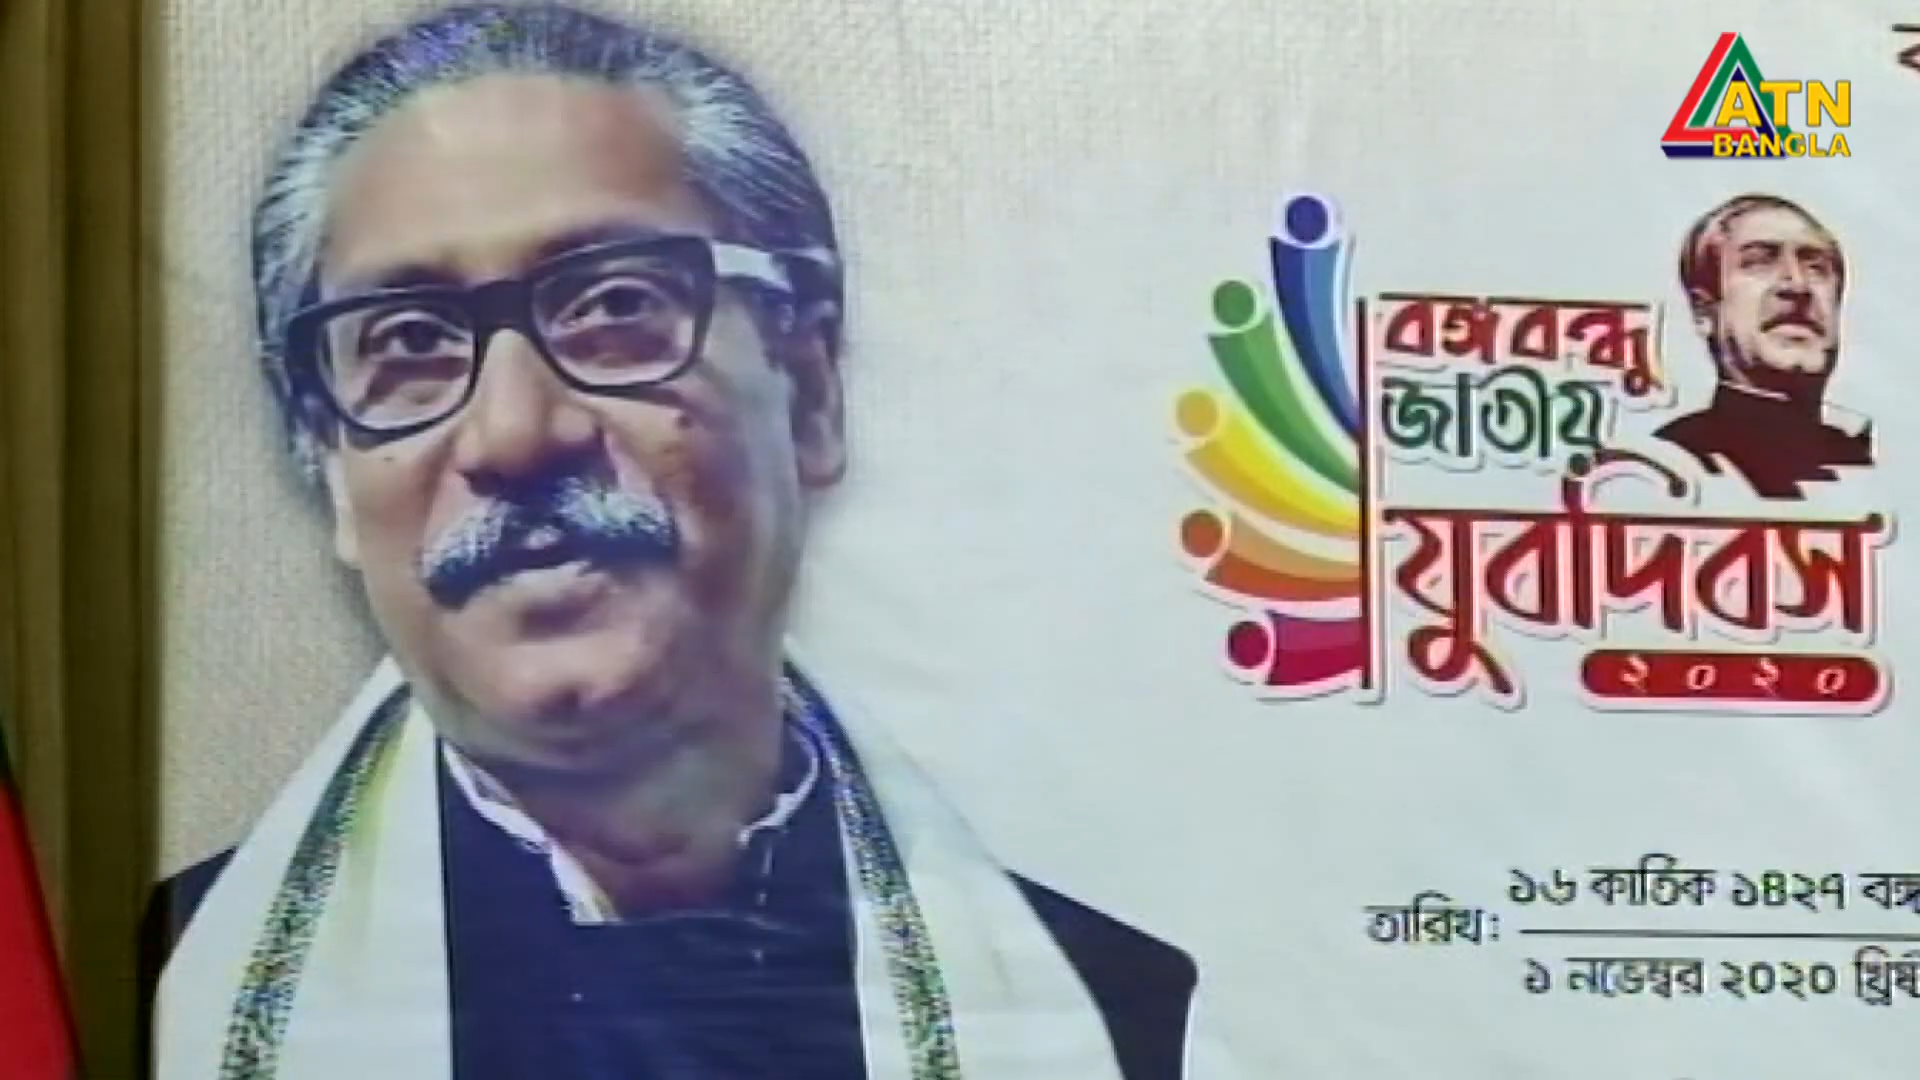 ATN
BANGLA
বঙ্গবন্ধু
জাতীয়
যুবদিবস
২০২০
১৬ কার্তিক ১৪২৭
তারিখ:
১ নভেম্বর ২০২০